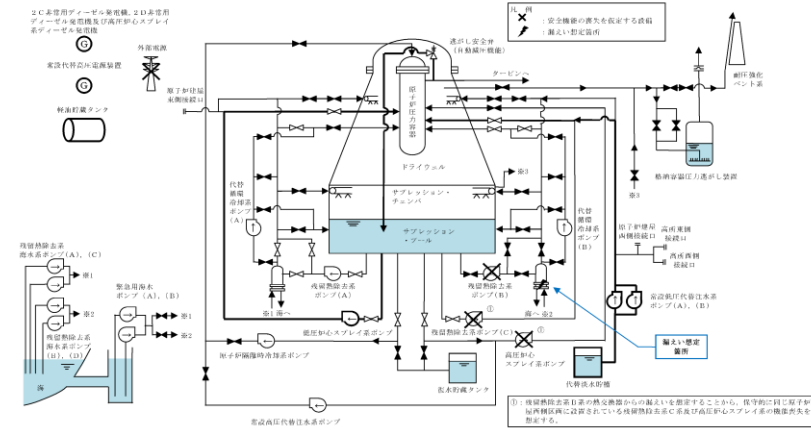 2C非常用ディーゼル発電機、2D非常用
ディーゼル発電機及び高圧炉心スプレイ
系ディーゼル発電機
G
外部電源
常設代替高圧電源装置
G
軽油貯蔵タンク
凡 例
:安全機能の喪失を仮定する設備
:漏えい想定箇所
逃がし安全弁
(自動減圧機能)
タービンへ
原子炉建屋
東側接続口
原子炉圧力容器
ドライウェル
耐圧強化
ベント系
格納容器圧力逃がし装置
※3
※3
サプレッション・
チェンバ
サプレッション
・プール
代替
循環
冷却系
ポンプ
(A)
代替
循環
冷却系
ポンプ
(B)
原子炉建屋
西側接続口
高所東側
接続口
高所西側
接続口
残留熱除去系
海水系ポンプ(A)、(C)
※1
※2
残留熱除去系
海水系ポンプ
(B)、(D)
緊急用海水
ポンプ(A)、(B)
※1
※2
海
残留熱除去系
ポンプ(A)
残留熱除去系
ポンプ(B)
※1 海へ
海へ ※2
①
低圧炉心スプレイ系ポンプ
残留熱除去系ポンプ(C)
①
常設低圧代替注水系
ポンプ(A)、(B)
漏えい想定
箇所
原子炉隔離時冷却系ポンプ
高圧炉心
スプレイ系ポンプ
復水貯蔵タンク
代替淡水貯槽
常設高圧代替注水系ポンプ
①:残留熱除去系B系の熱交換器からの漏えいを想定することから、保守的に同じ原子炉建
屋西側区画に設置されている残留熱除去系C系及び高圧炉心スプレイ系の機能喪失を
想定する。